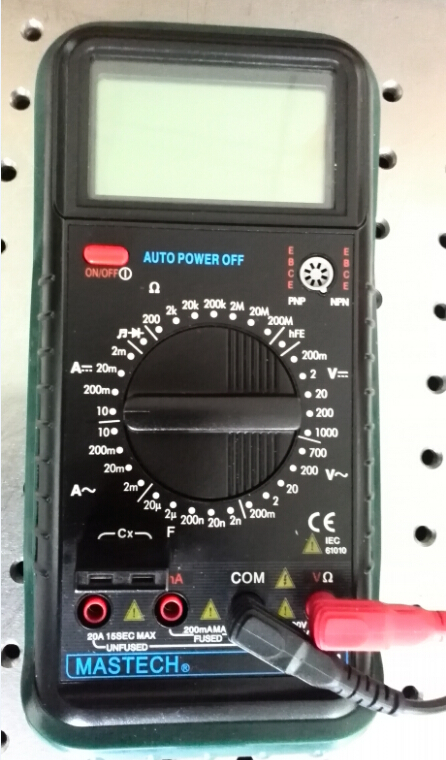 AUTO POWER OFF
ON/OFF
E B C E
E B C E
PNP NPN
Ω
200 2k 20k 200k 2M 20M 200M hFE
A 2m 20m 200m 10
V 200m 2 20 200 1000
A~ 10 200m 20m 2m
V~ 700 200 20 2 200m
F 20µ 2µ 200n 20n 2n
Cx
CE
IEC
61010
COM VΩ
20A 15SEC MAX
UNFUSED
200mA MA
FUSED
MASTECH®